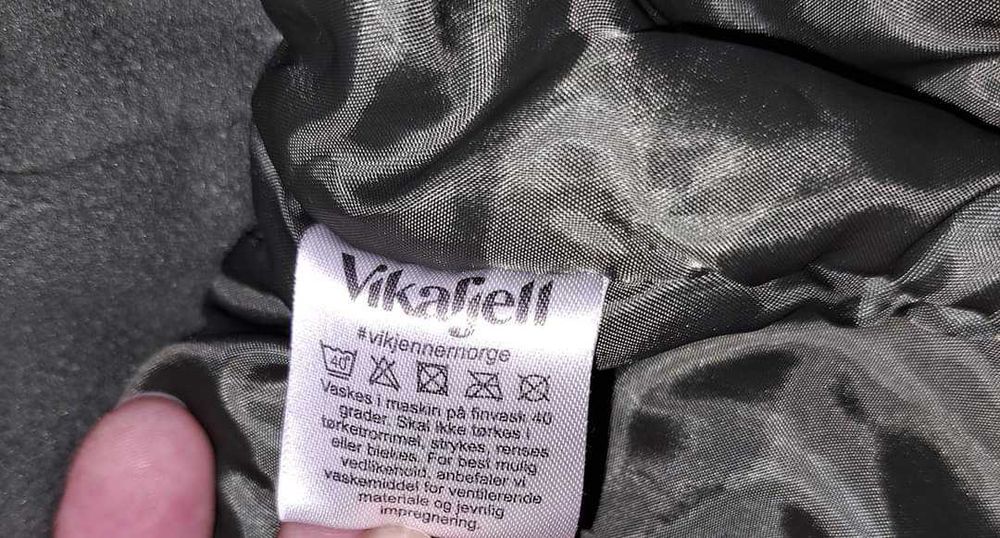 Vikafjell
#vikjennernorge
40
Vaskes i maskin på finvask 40
grader. Skal ikke tørkes i
tørketrommel, strykes, renses
eller blekes. For best mulig
vedlikehold, anbefaler vi
vaskemiddel for ventilerende
materiale og jevnlig
impregnering.